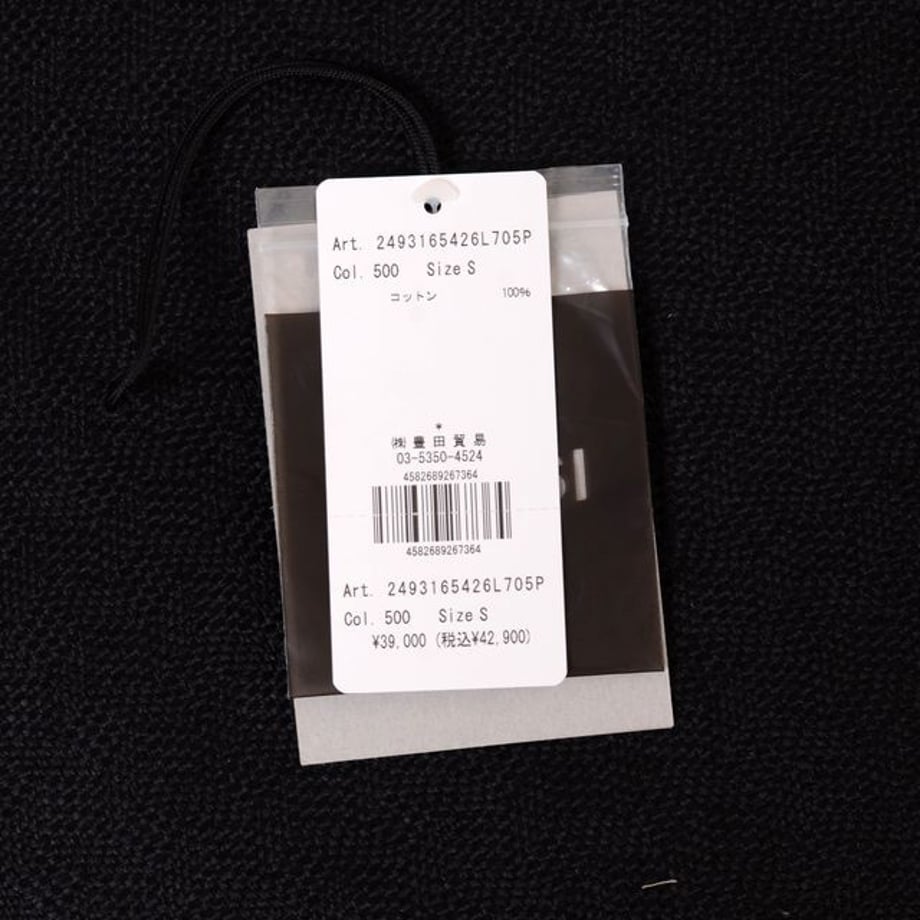 Art. 2493165426L705P
Col. 500 Size S
コットン 100%
*
㈱豊田貿易
03-5350-4524
4582689267364
4582689267364
Art. 2493165426L705P
Col. 500 Size S
¥39,000 (税込¥42,900)